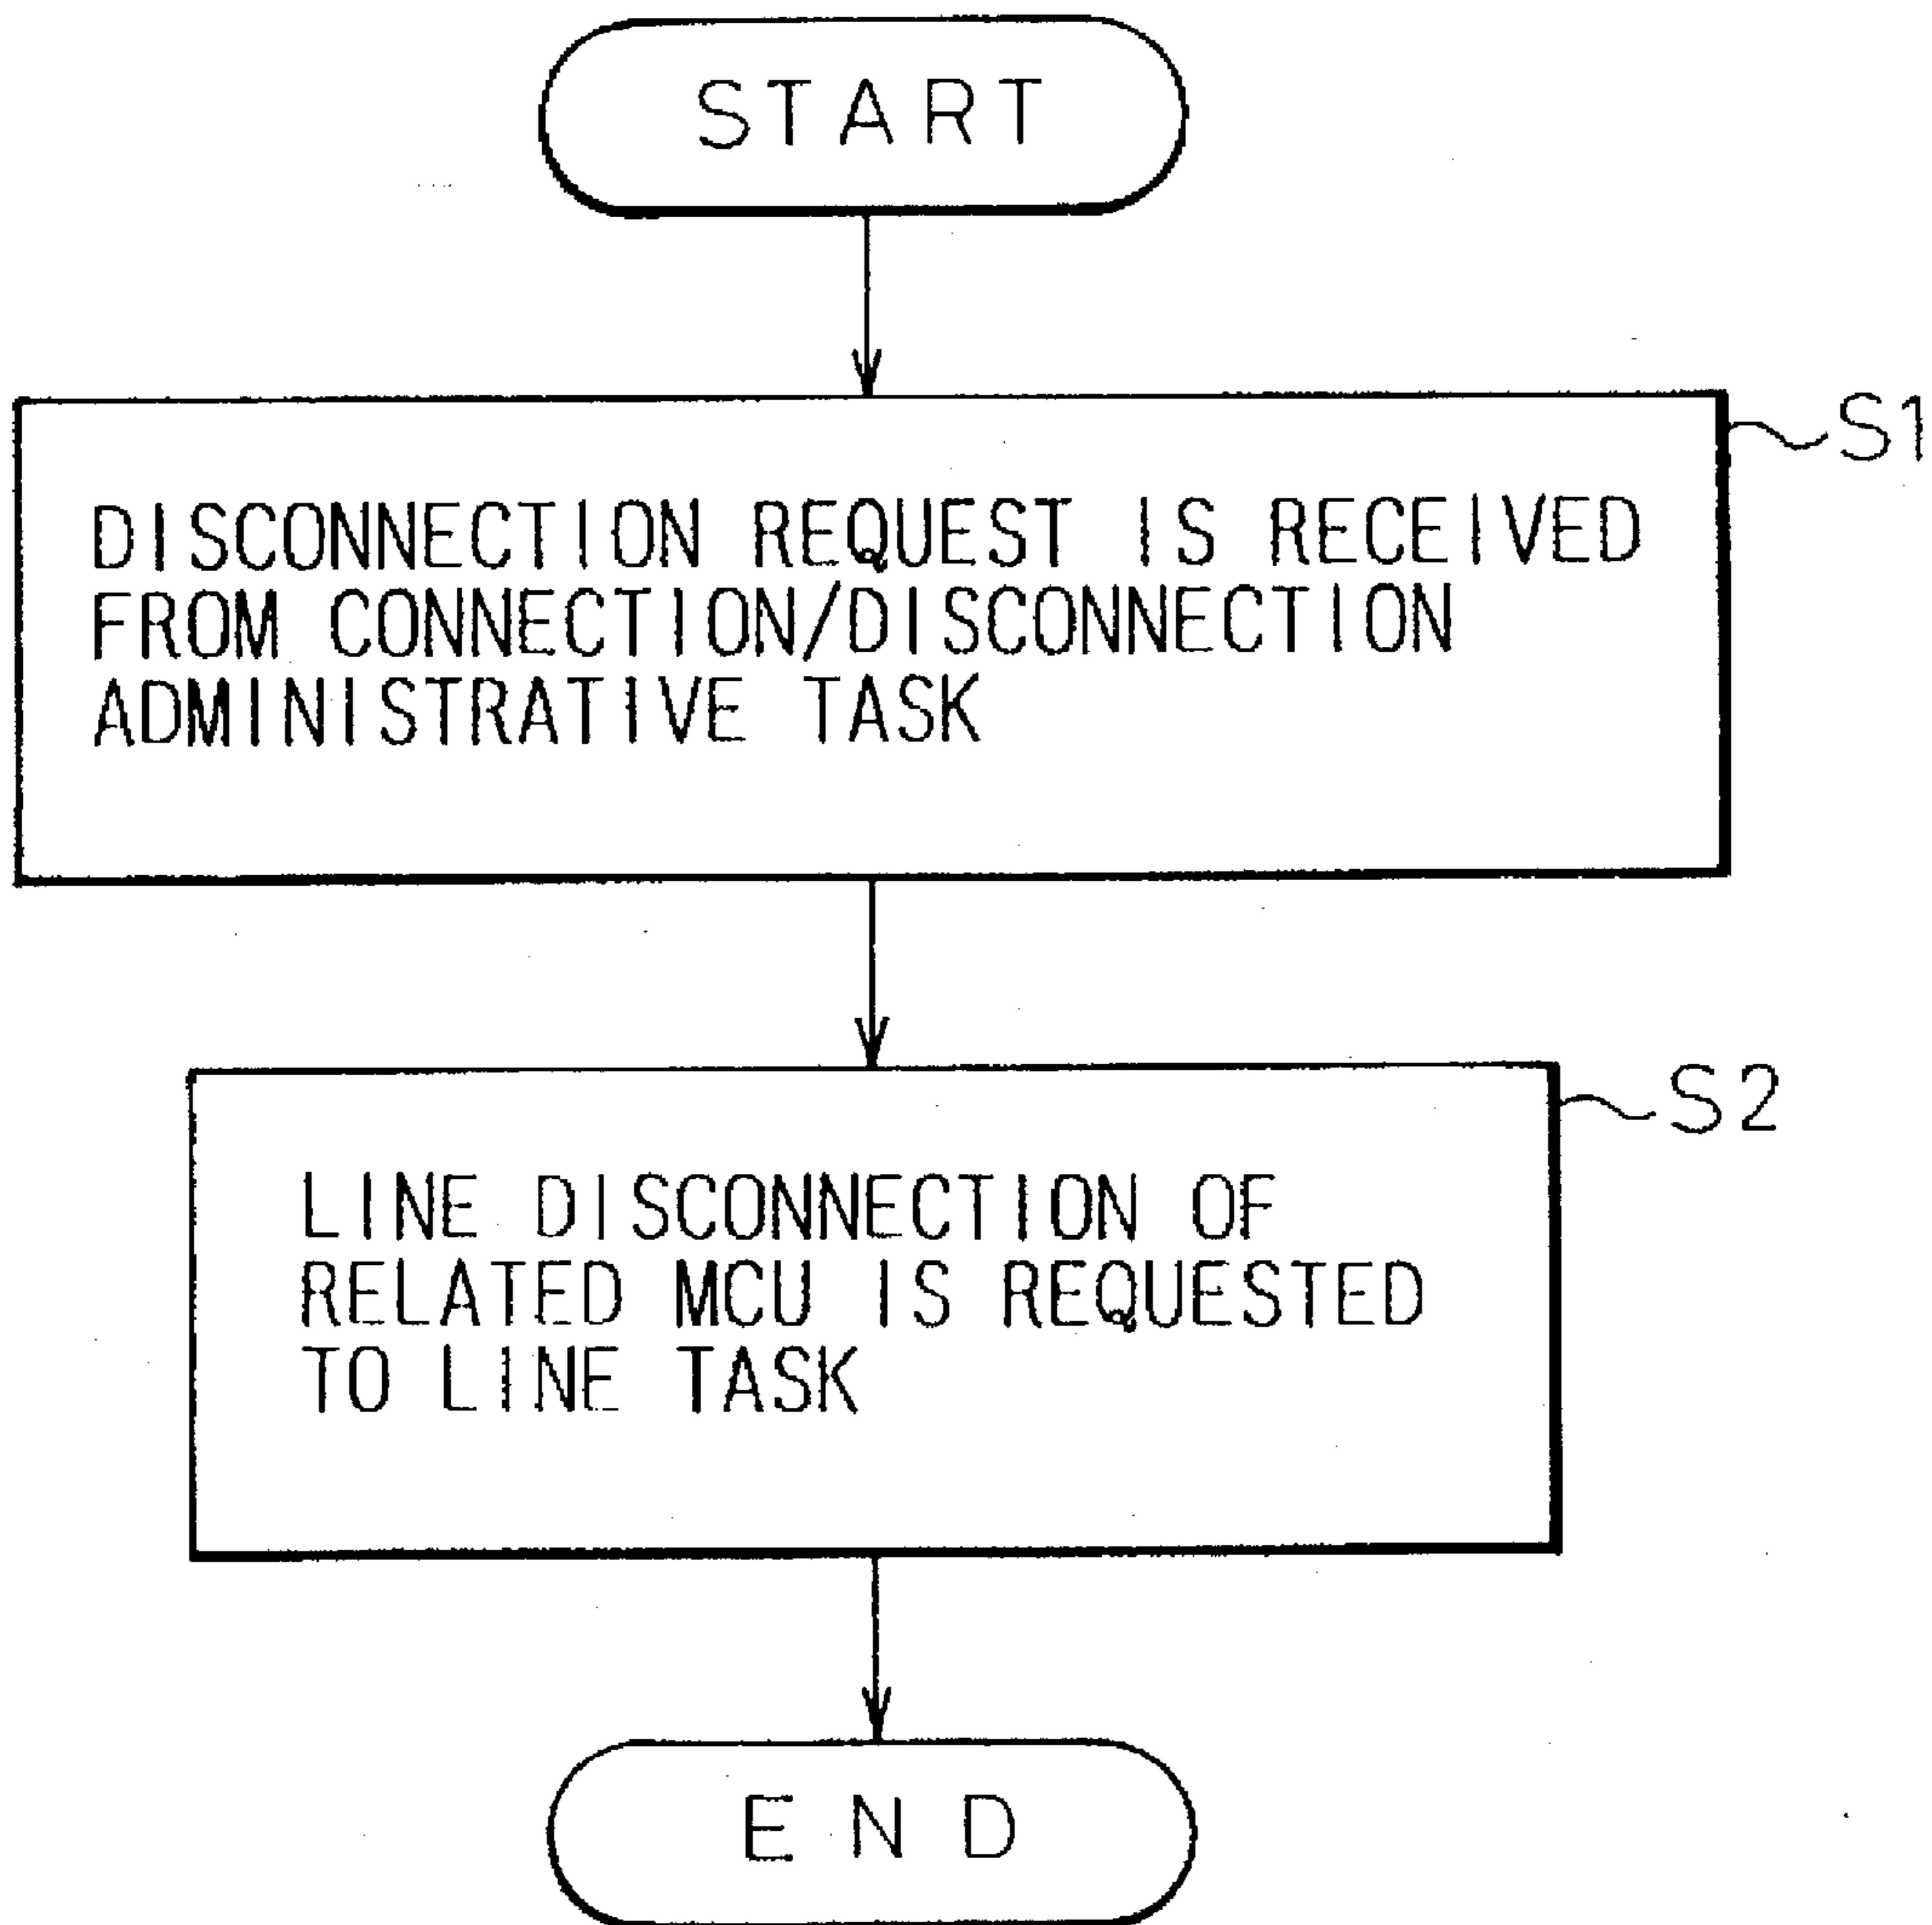 START
S1
DISCONNECTION REQUEST IS RECEIVED
FROM CONNECTION/DISCONNECTION
ADMINISTRATIVE TASK
S2
LINE DISCONNECTION OF
RELATED MCU IS REQUESTED
TO LINE TASK
END